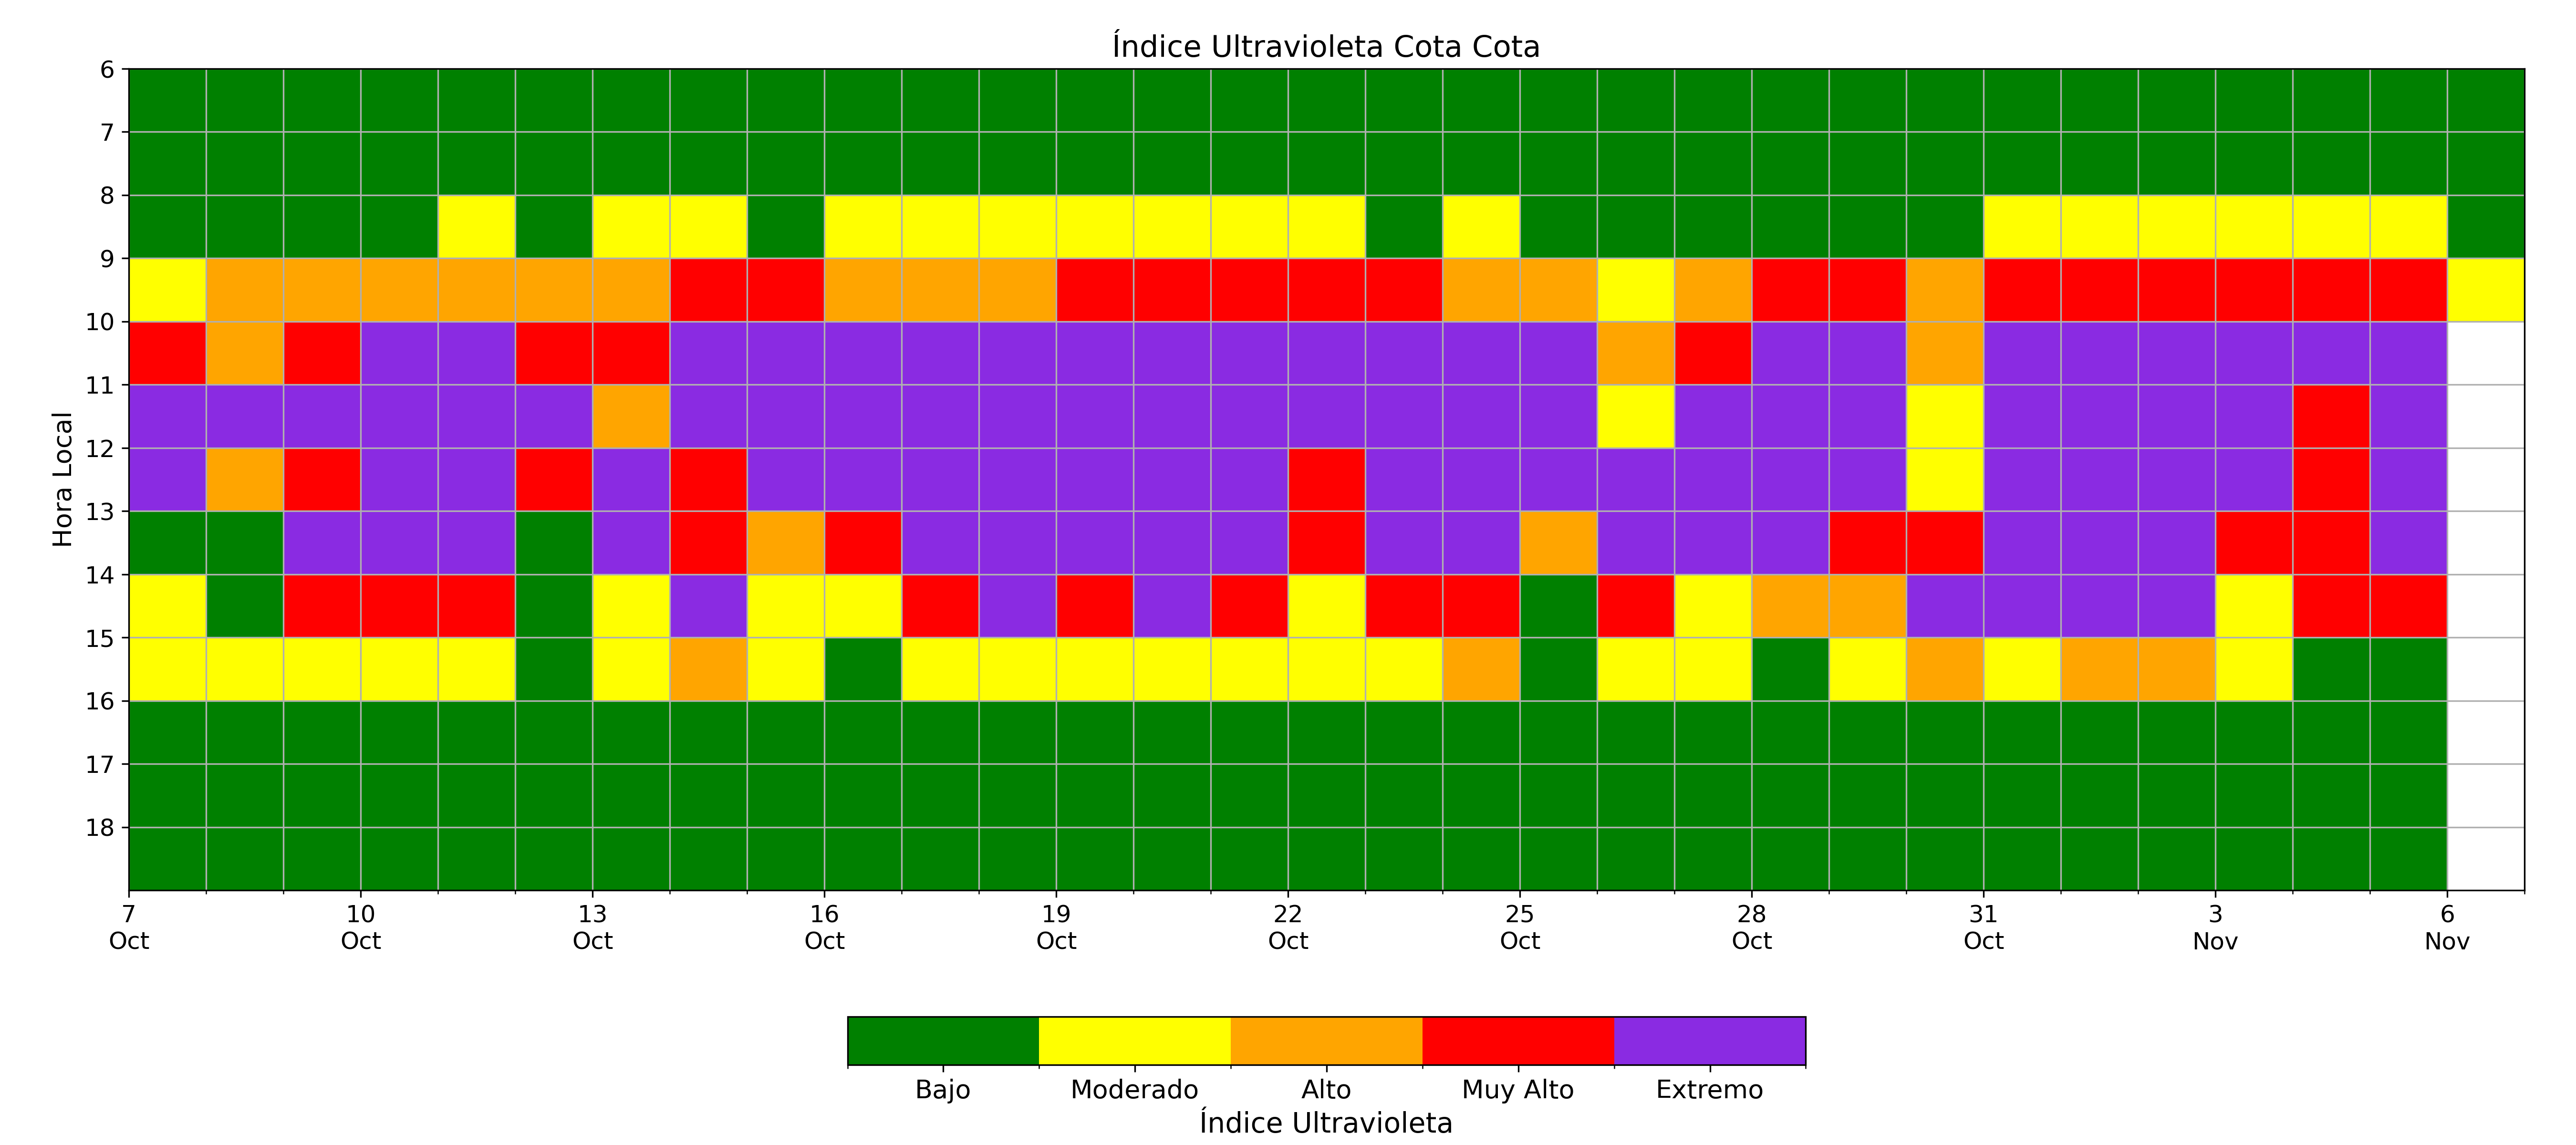 Índice Ultravioleta Cota Cota
Hora Local
6
7
8
9
10
11
12
13
14
15
16
17
18
7 10 13 16 19 22 25 28 31 3 6
Oct Oct Oct Oct Oct Oct Oct Oct Oct Nov Nov
Bajo Moderado Alto Muy Alto Extremo
Índice Ultravioleta